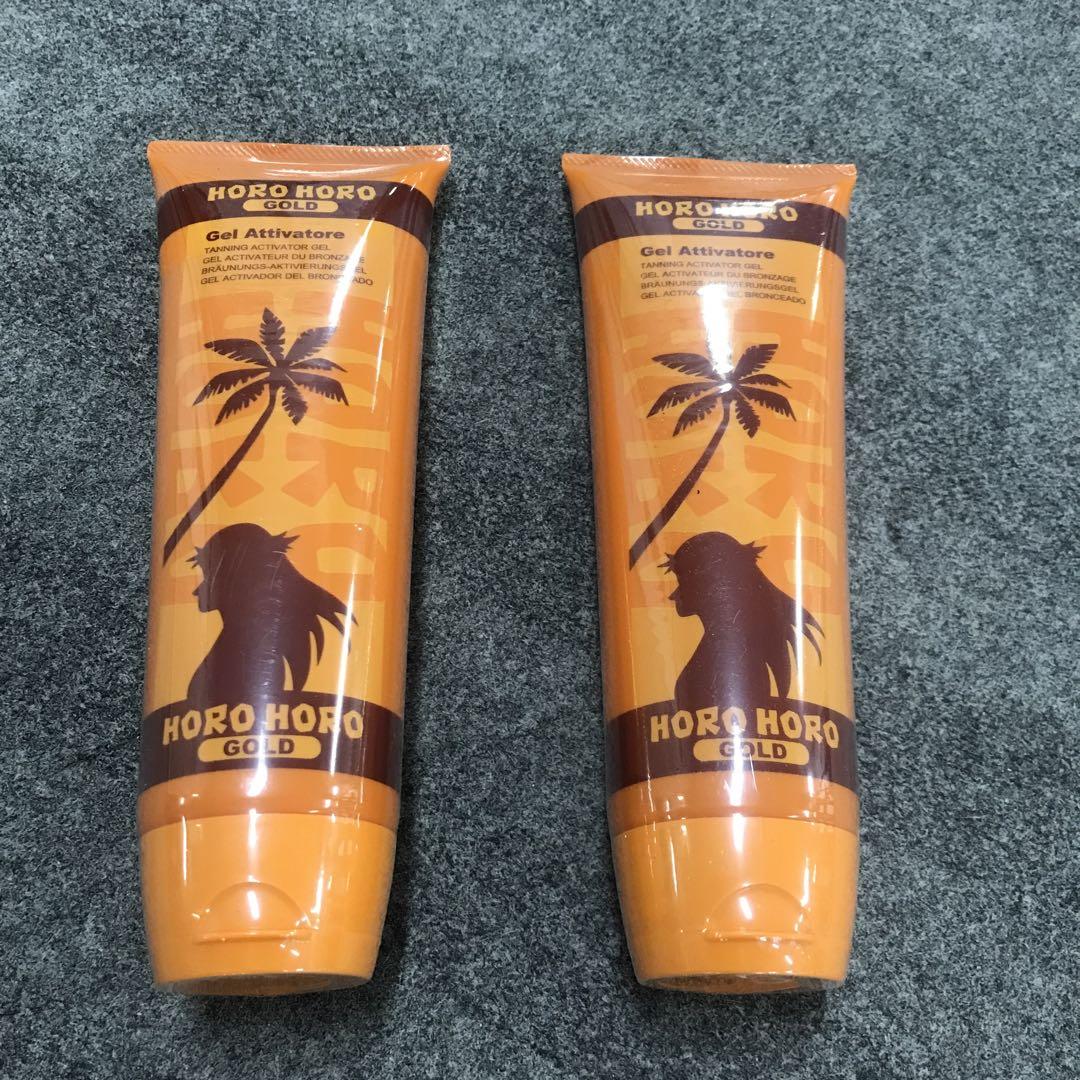 HORO HORO
GOLD
Gel Attivatore
TANNING ACTIVATOR GEL
GEL ACTIVATEUR DU BRONZAGE
BRÄUNUNGS-AKTIVIERUNGSGEL
GEL ACTIVADOR DEL BRONCEADO
HORO HORO
GOLD
HORO HORO
GOLD
Gel Attivatore
TANNING ACTIVATOR GEL
GEL ACTIVATEUR DU BRONZAGE
BRÄUNUNGS-AKTIVIERUNGSGEL
GEL ACTIVADOR DEL BRONCEADO
HORO HORO
GOLD